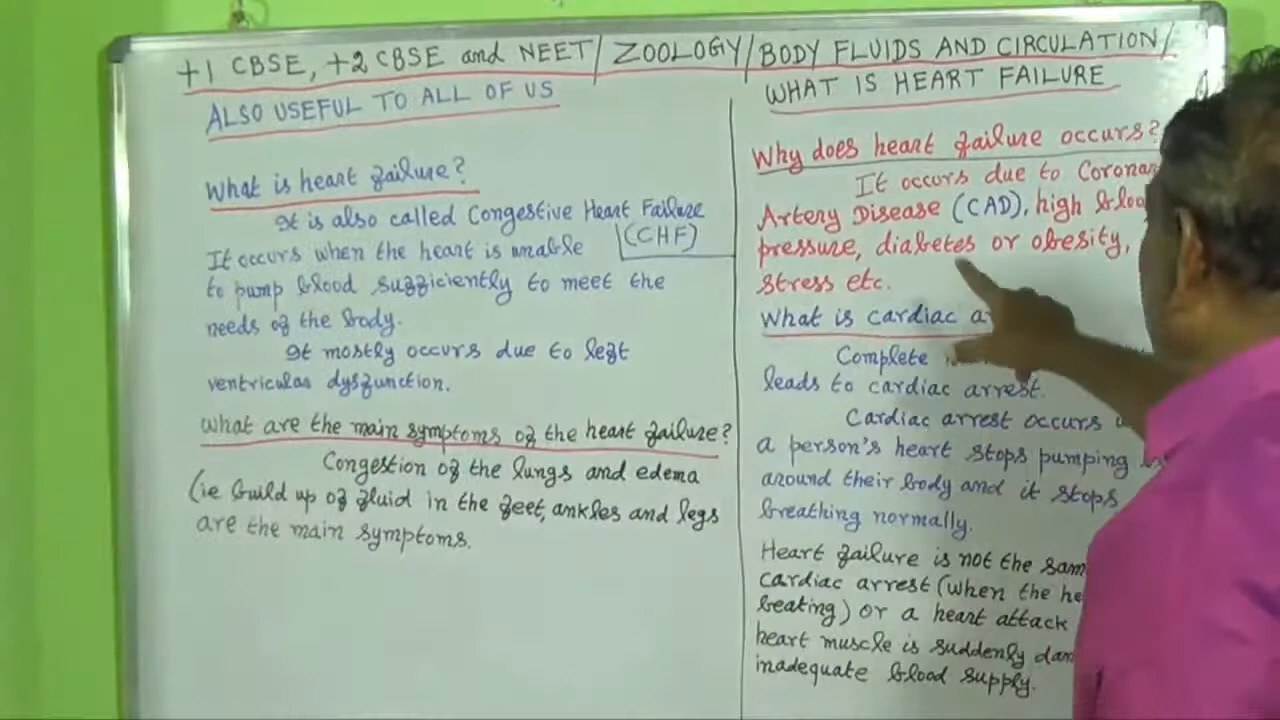 +1 CBSE, +2 CBSE and NEET/ ZOOLOGY/ BODY FLUIDS AND CIRCULATION/
WHAT IS HEART FAILURE
ALSO USEFUL TO ALL OF US
What is heart failure?
It is also called Congestive Heart Failure
(CHF)
It occurs when the heart is unable
to pump blood sufficiently to meet the
needs of the body.
It mostly occurs due to left
ventricular dysfunction.
What are the main symptoms of the heart failure?
Congestion of the lungs and edema
(ie build up of fluid in the feet, ankles and legs
are the main symptoms.
Why does heart failure occurs?
It occurs due to
Artery Disease (CAD), high
pressure, diabetes or obesity,
stress etc.
What is cardiac
Complete
leads to cardiac arrest.
Cardiac arrest occurs
a person's heart stops pumping
around their body and it stops
breathing normally.
Heart failure is not the
cardiac arrest (when the
beating) or a heart attack
heart muscle is suddenly
inadequate blood supply.